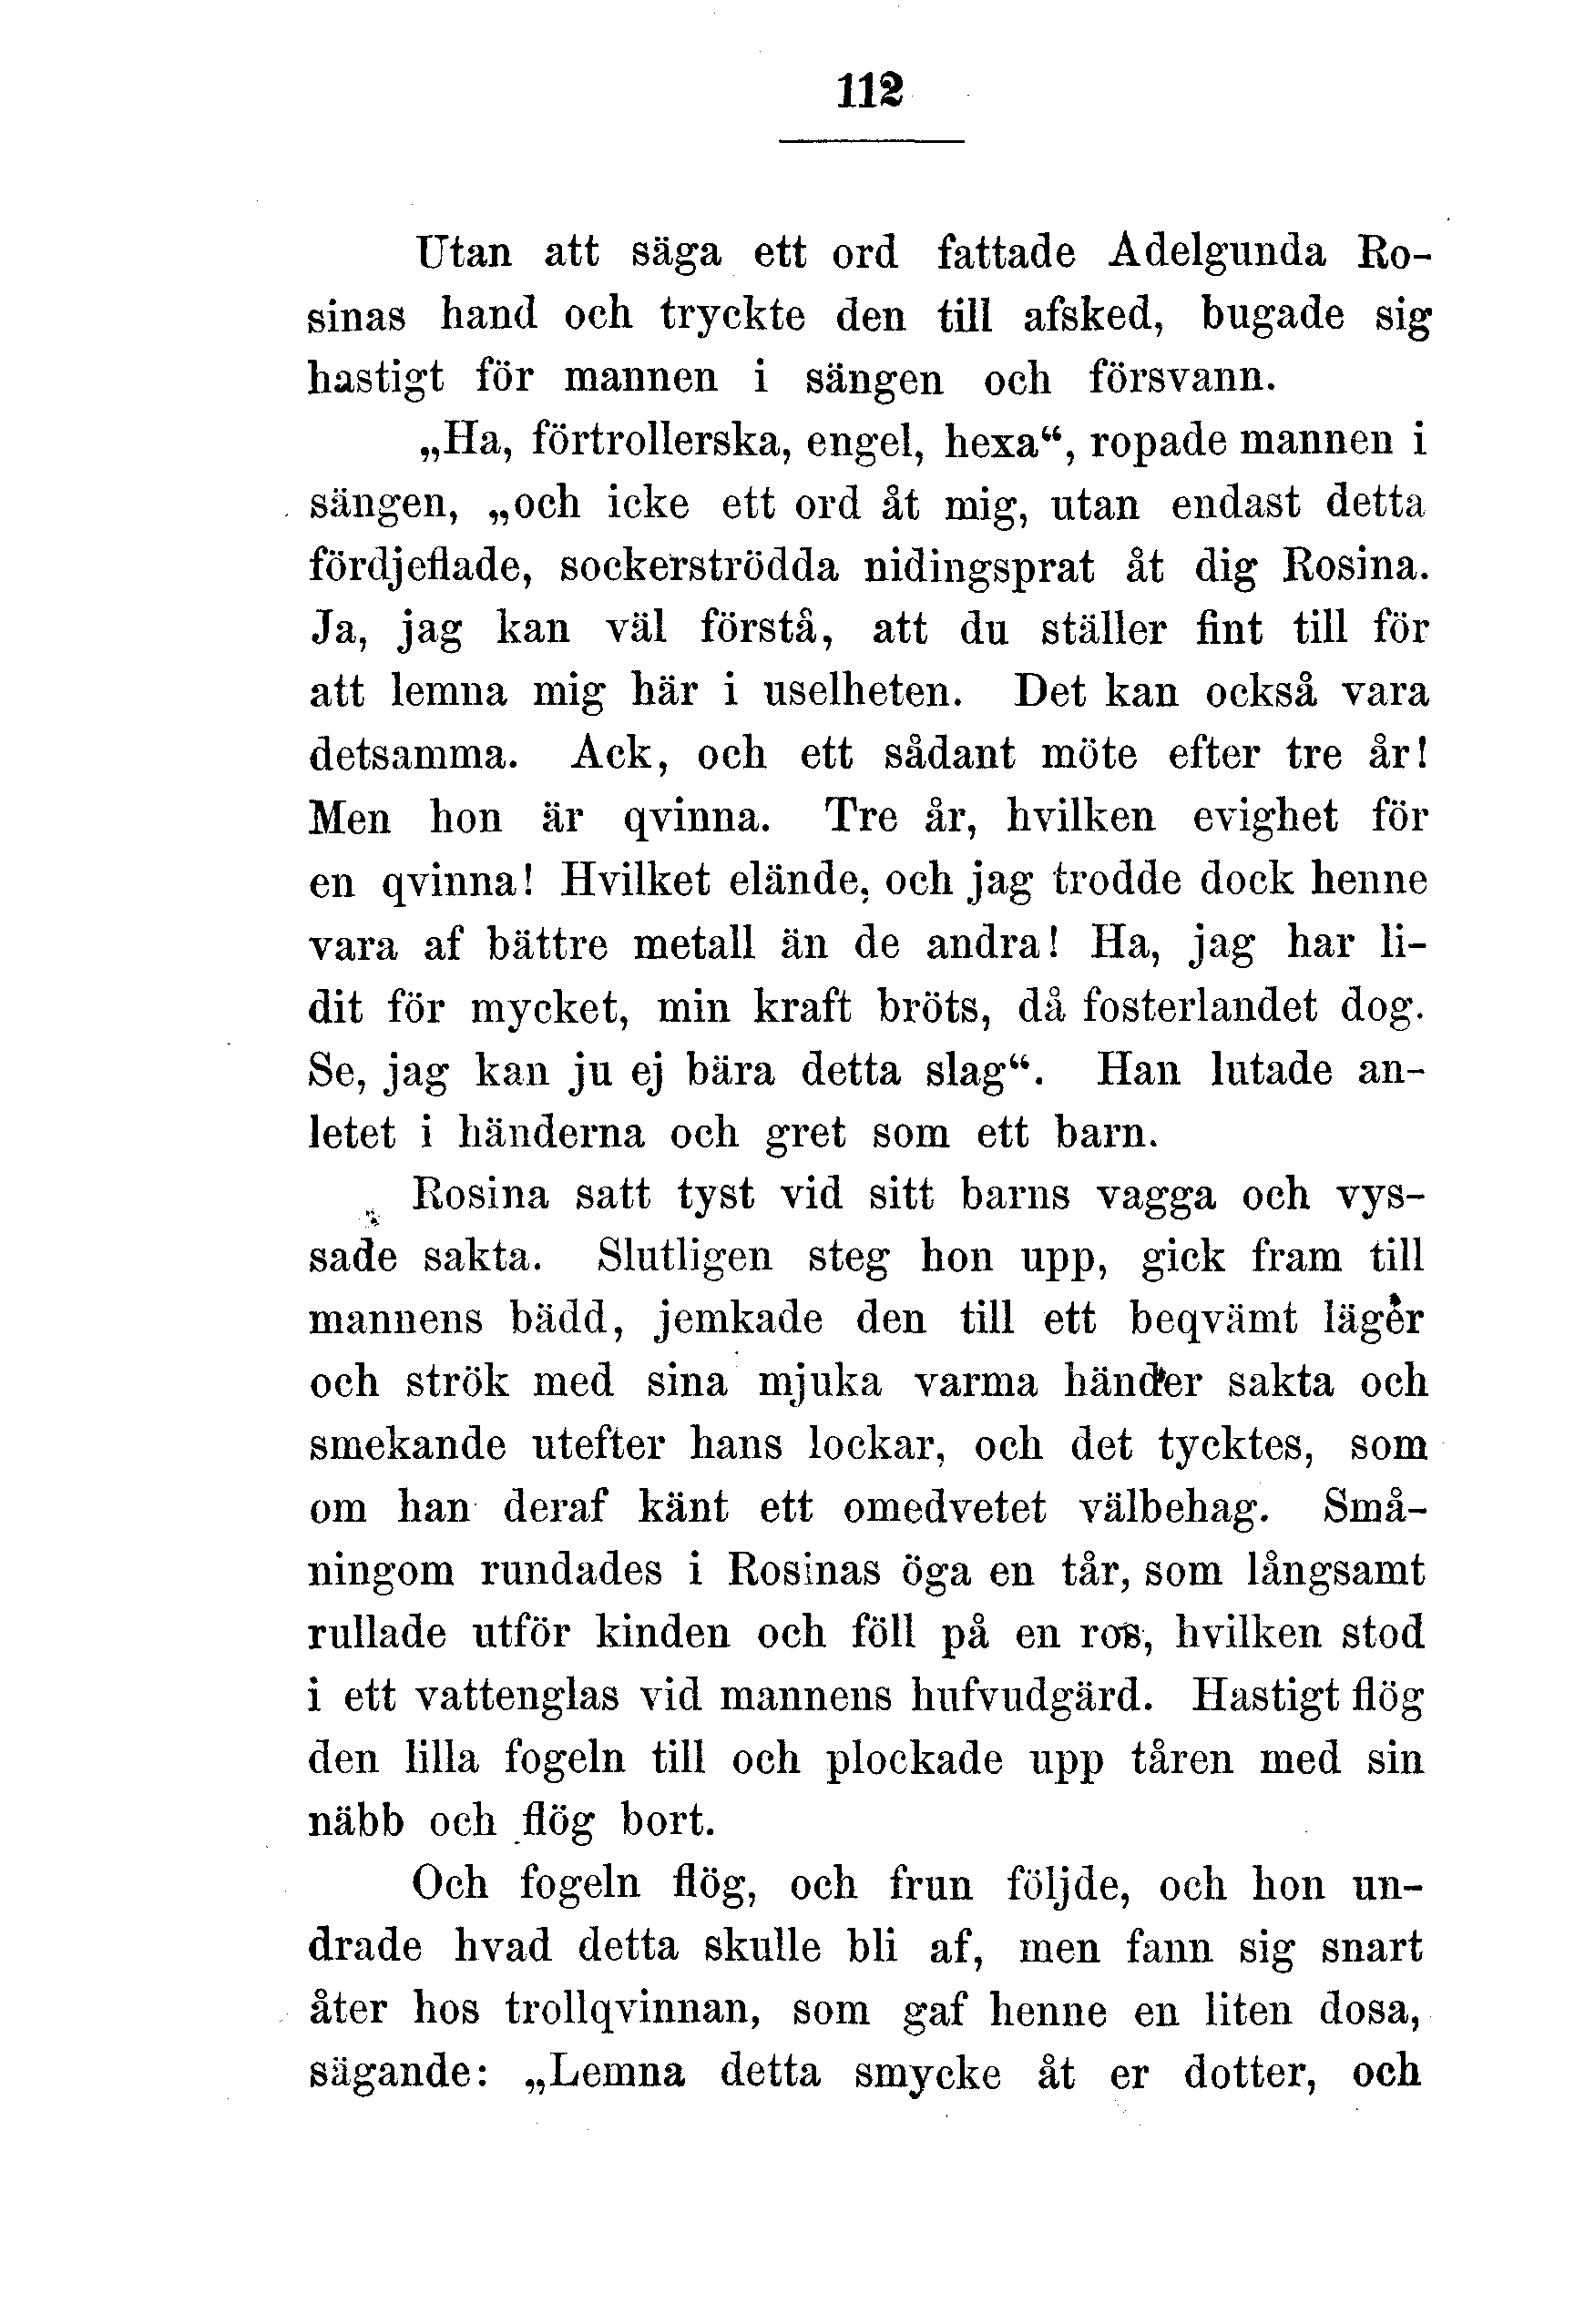 112
Utan att säga ett ord fattade Adelgunda Ro-
sinas hand och tryckte den till afsked, bugade sig
hastigt för mannen i sängen och försvann.
„Ha, förtrollerska, engel, hexa“, ropade mannen i
sängen, „och icke ett ord åt mig, utan endast detta
fördjeflade, sockerströdda nidingsprat åt dig Rosina.
Ja, jag kan väl förstå, att du ställer fint till för
att lemna mig här i uselheten. Det kan också vara
detsamma. Ack, och ett sådant möte efter tre år!
Men hon är qvinna. Tre år, hvilken evighet för
en qvinna! Hvilket elände, och jag trodde dock henne
vara af bättre metall än de andra! Ha, jag har li-
dit för mycket, min kraft bröts, då fosterlandet dog.
Se, jag kan ju ej bära detta slag“. Han lutade an-
letet i händerna och gret som ett barn.
Rosina satt tyst vid sitt barns vagga och vys-
sade sakta. Slutligen steg hon upp, gick fram till
mannens bädd, jemkade den till ett beqvämt läger
och strök med sina mjuka varma händer sakta och
smekande utefter hans lockar, och det tycktes, som
om han deraf känt ett omedvetet välbehag. Små-
ningom rundades i Rosinas öga en tår, som långsamt
rullade utför kinden och föll på en ros, hvilken stod
i ett vattenglas vid mannens hufvudgärd. Hastigt flög
den lilla fogeln till och plockade upp tåren med sin
näbb och flög bort.
Och fogeln flög, och frun följde, och hon un-
drade hvad detta skulle bli af, men fann sig snart
åter hos trollqvinnan, som gaf henne en liten dosa,
sägande: „Lemna detta smycke åt er dotter, och